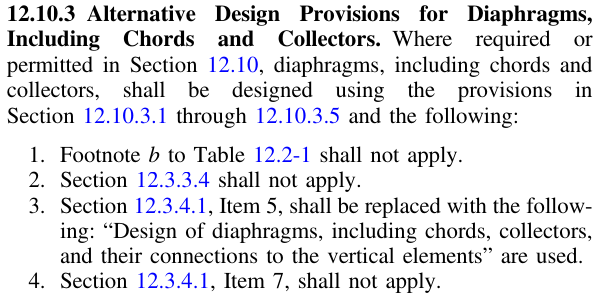 12.10.3 Alternative Design Provisions for Diaphragms,
Including Chords and Collectors. Where required or
permitted in Section 12.10, diaphragms, including chords and
collectors, shall be designed using the provisions in
Section 12.10.3.1 through 12.10.3.5 and the following:
1. Footnote b to Table 12.2-1 shall not apply.
2. Section 12.3.3.4 shall not apply.
3. Section 12.3.4.1, Item 5, shall be replaced with the follow-
ing: “Design of diaphragms, including chords, collectors,
and their connections to the vertical elements” are used.
4. Section 12.3.4.1, Item 7, shall not apply.